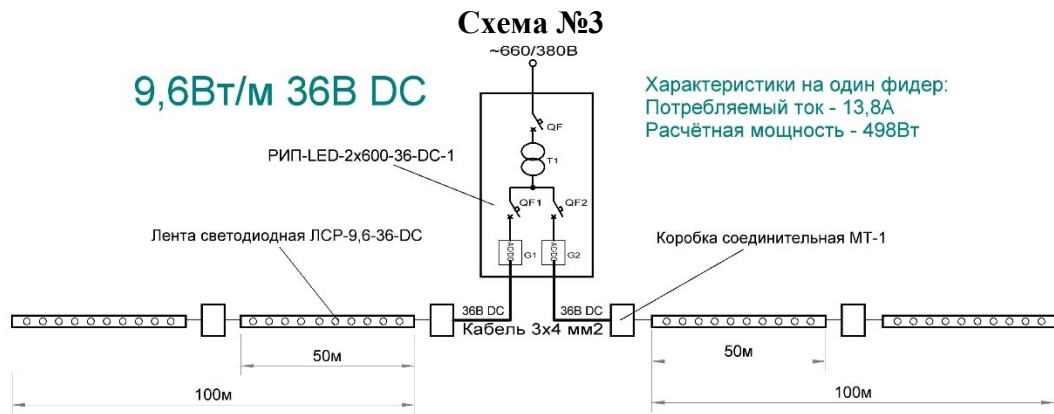 Схема №3
~660/380В
9,6Вт/м 36В DC
Характеристики на один фидер:
Потребляемый ток - 13,8А
Расчётная мощность - 498Вт
QF
T1
РИП-LED-2x600-36-DC-1
QF1
QF2
Лента светодиодная ЛСР-9,6-36-DC
Коробка соединительная МТ-1
G1
G2
36В DC
36В DC
Кабель 3х4 мм2
50м
50м
100м
100м